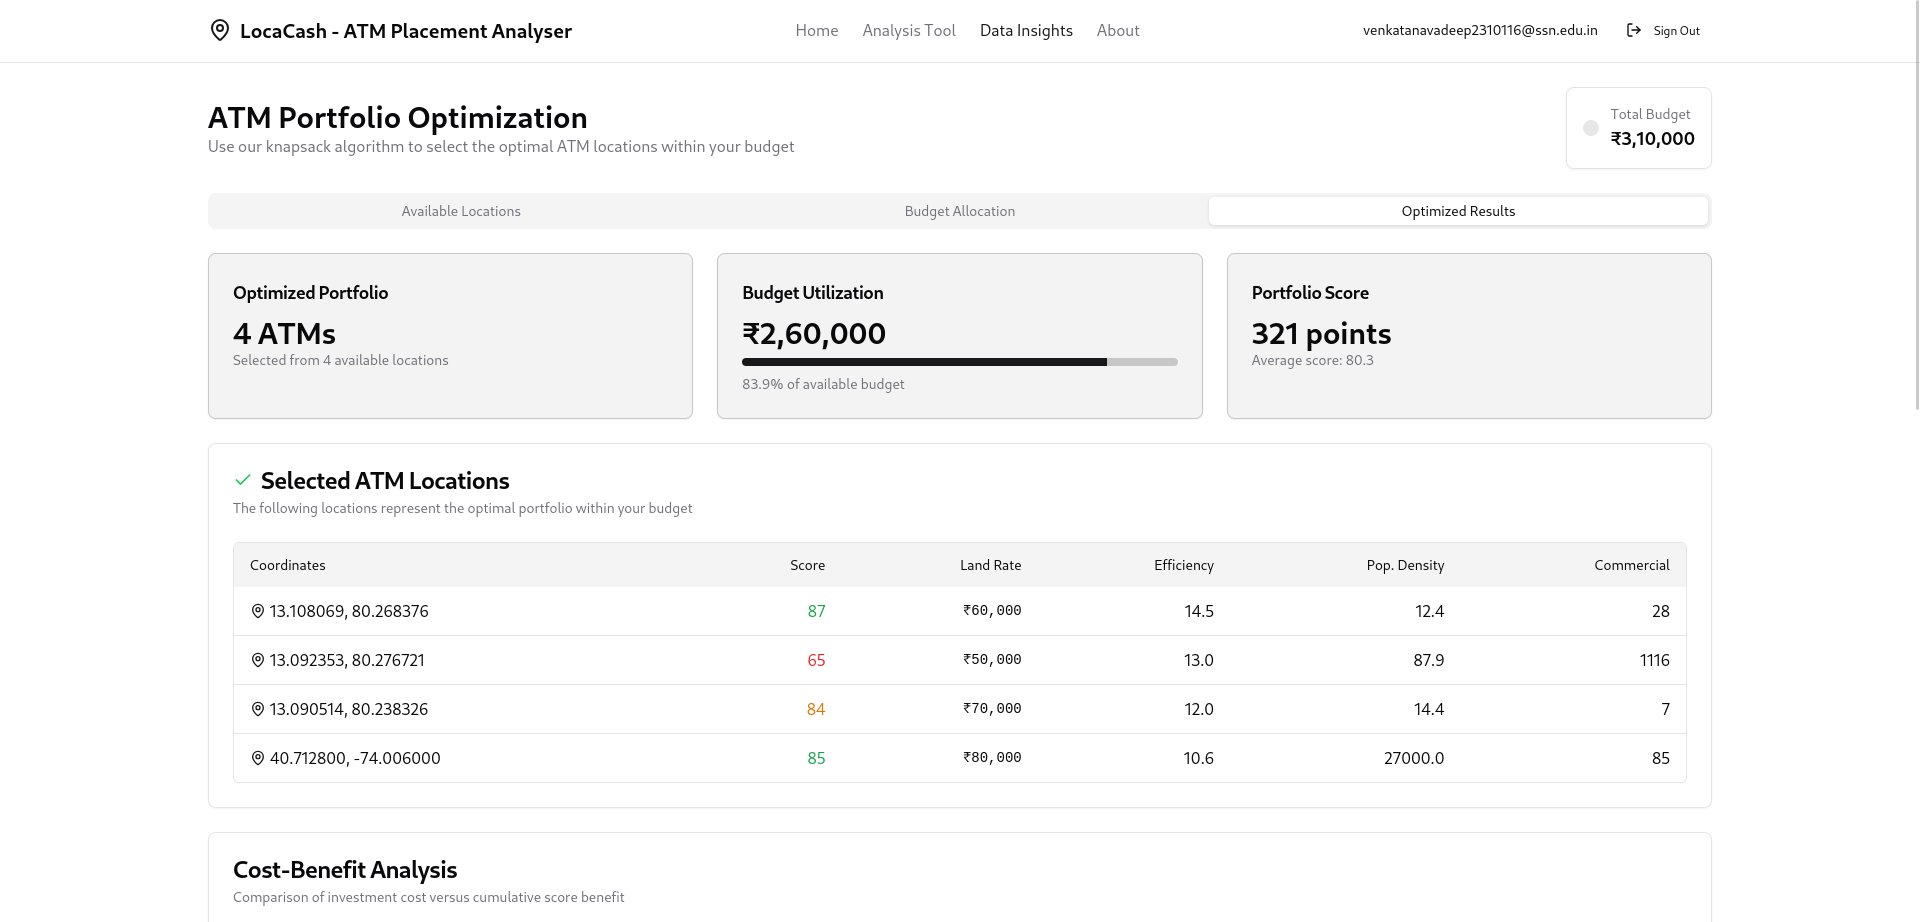 LocaCash - ATM Placement Analyser
Home Analysis Tool Data Insights About
venkatanavadeep2310116@ssn.edu.in Sign Out
ATM Portfolio Optimization
Use our knapsack algorithm to select the optimal ATM locations within your budget
Total Budget
₹3,10,000
Available Locations Budget Allocation Optimized Results
Optimized Portfolio
4 ATMs
Selected from 4 available locations
Budget Utilization
₹2,60,000
83.9% of available budget
Portfolio Score
321 points
Average score: 80.3
Selected ATM Locations
The following locations represent the optimal portfolio within your budget
Coordinates Score Land Rate Efficiency Pop. Density Commercial
13.108069, 80.268376 87 ₹60,000 14.5 12.4 28
13.092353, 80.276721 65 ₹50,000 13.0 87.9 1116
13.090514, 80.238326 84 ₹70,000 12.0 14.4 7
40.712800, -74.006000 85 ₹80,000 10.6 27000.0 85
Cost-Benefit Analysis
Comparison of investment cost versus cumulative score benefit